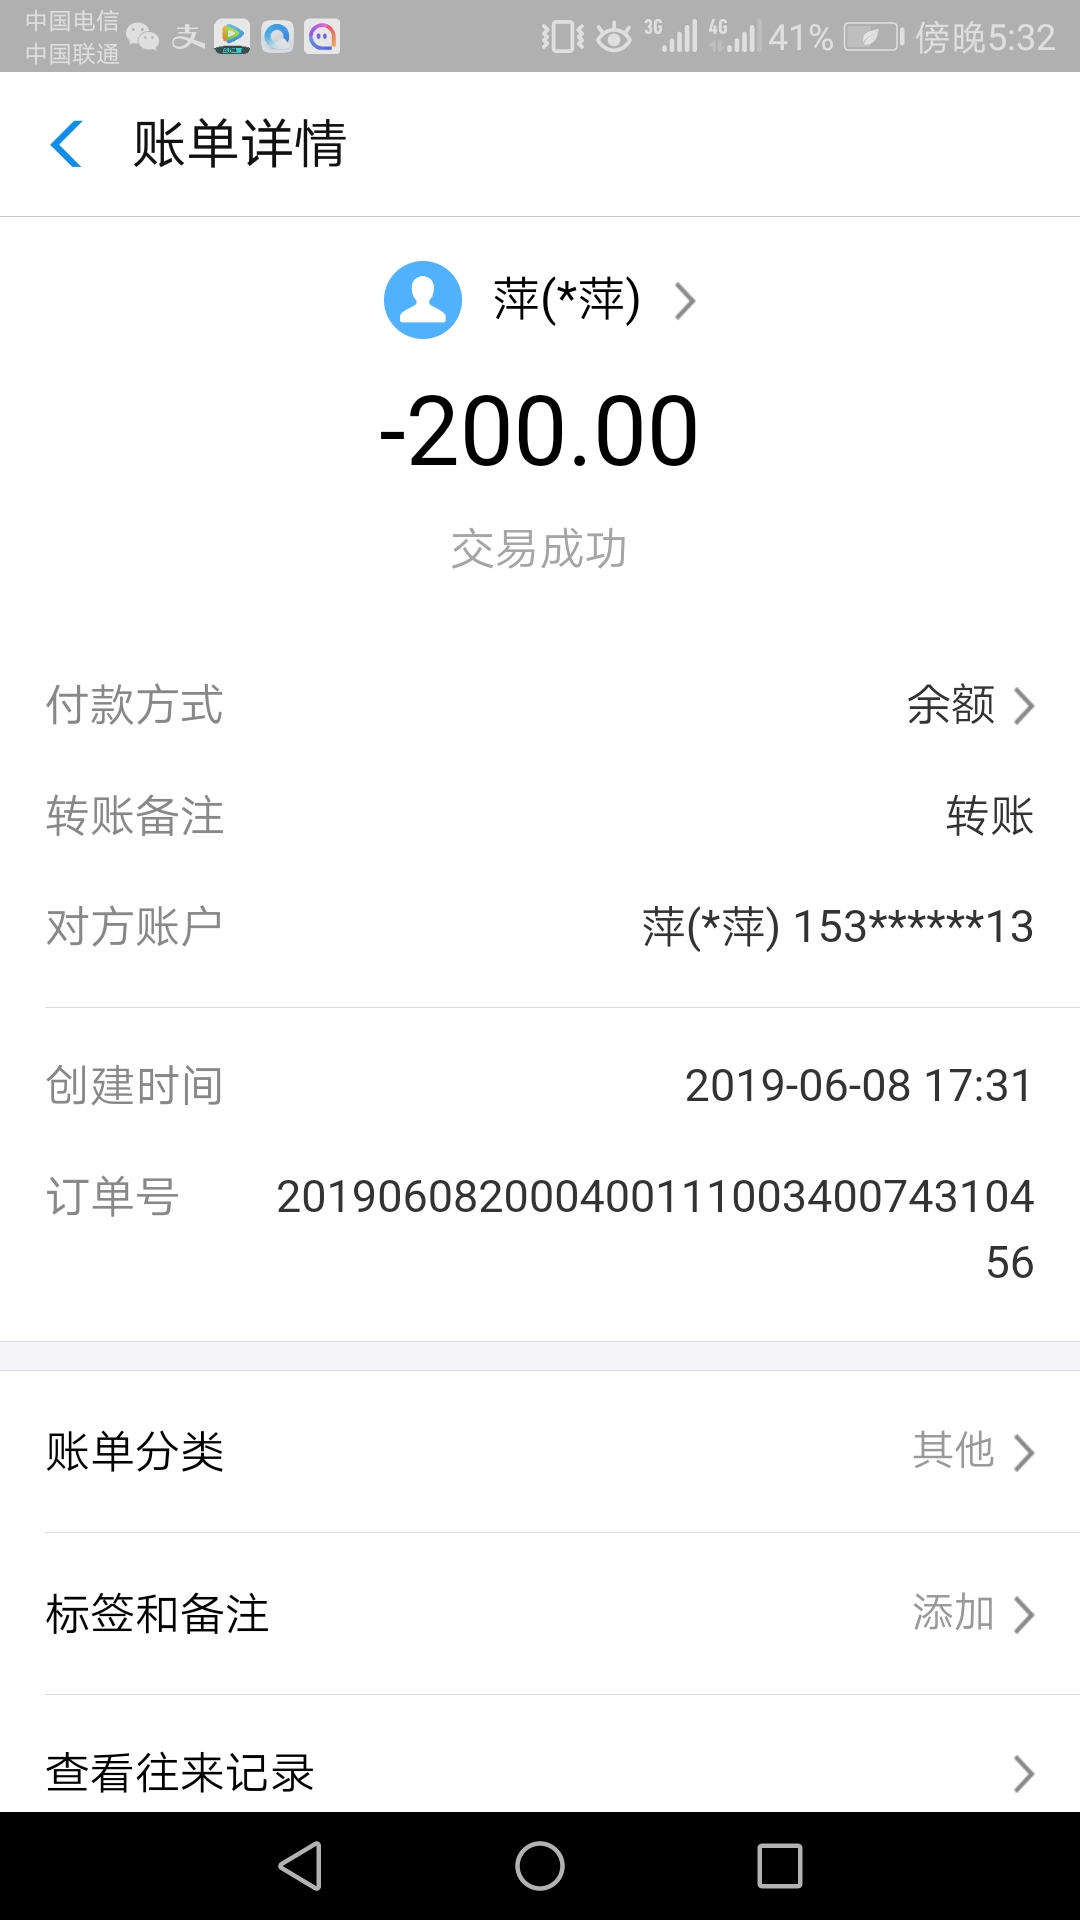 中国电信
中国联通
3G 4G 41% 傍晚5:32
账单详情
萍(*萍)
-200.00
交易成功
付款方式 余额
转账备注 转账
对方账户 萍(*萍) 153******13
创建时间 2019-06-08 17:31
订单号 201906082000400111003400743104
56
账单分类 其他
标签和备注 添加
查看往来记录